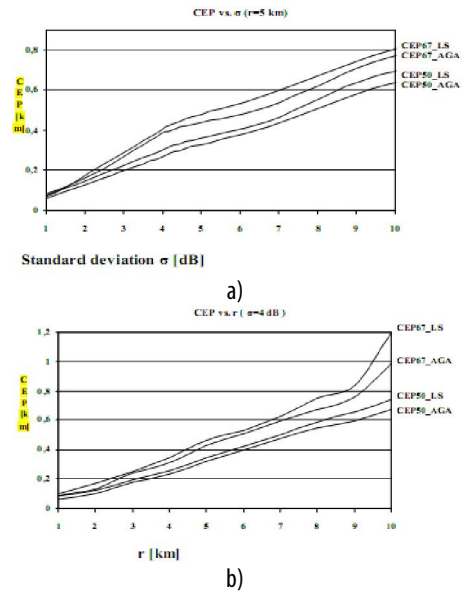 CEP vs. σ (r=5 km)
C
E
P
[k
m]
0,8
0,6
0,4
0,2
0
CEP67_LS
CEP67_AGA
CEP50_LS
CEP50_AGA
1 2 3 4 5 6 7 8 9 10
Standard deviation σ [dB]
a)
CEP vs. r ( σ=4 dB )
C
E
P [k
m]
1,2
1
0,8
0,6
0,4
0,2
0
CEP67_LS
CEP67_AGA
CEP50_LS
CEP50_AGA
1 2 3 4 5 6 7 8 9 10
r [km]
b)